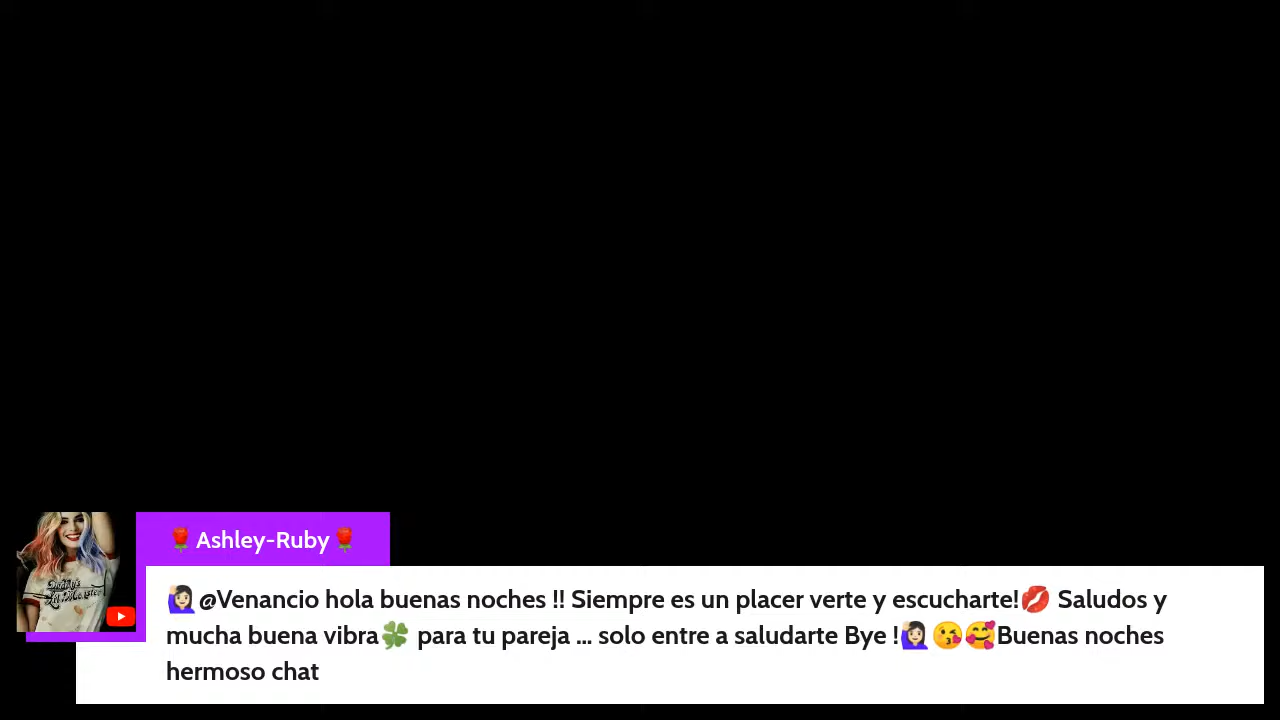 🌹Ashley-Ruby🌹
🙋🏻‍♀️@Venancio hola buenas noches !! Siempre es un placer verte y escucharte!💋 Saludos y
mucha buena vibra🍀 para tu pareja ... solo entre a saludarte Bye !🙋🏻‍♀️😘🥰Buenas noches
hermoso chat